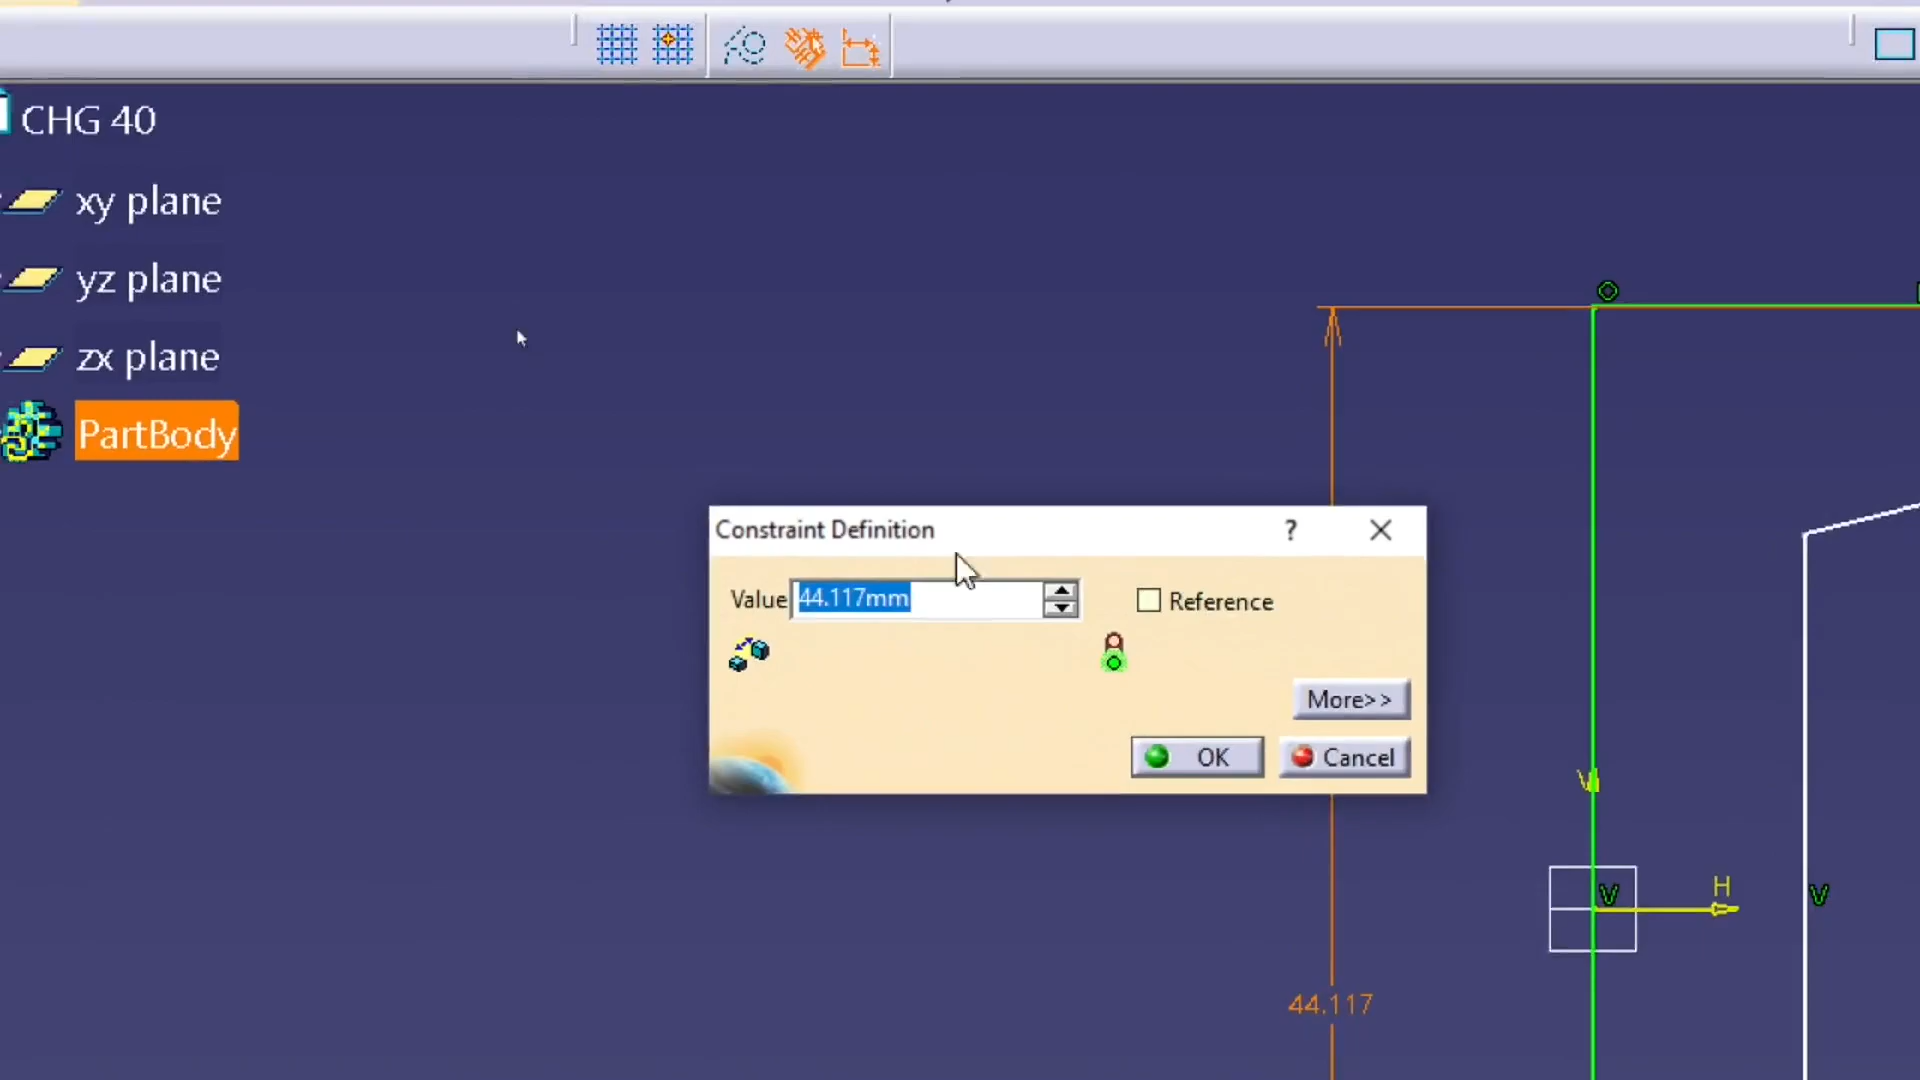 CHG 40
xy plane
yz plane
zx plane
PartBody
Constraint Definition
?
Value 44.117mm
Reference
More>>
OK
Cancel
V
V
H
V
44.117